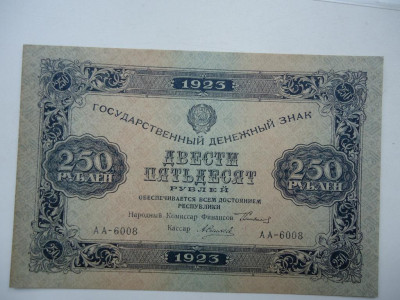 1923
ГОСУДАРСТВЕННЫЙ ДЕНЕЖНЫЙ ЗНАК
250
РУБЛЕЙ
ДВЕСТИ
ПЯТЬДЕСЯТ
РУБЛЕЙ
250
РУБЛЕЙ
ОБЕСПЕЧИВАЕТСЯ ВСЕМ ДОСТОЯНИЕМ
РЕСПУБЛИКИ
Народный Комиссар Финансов
Кассир
АА-6008
АА-6008
1923